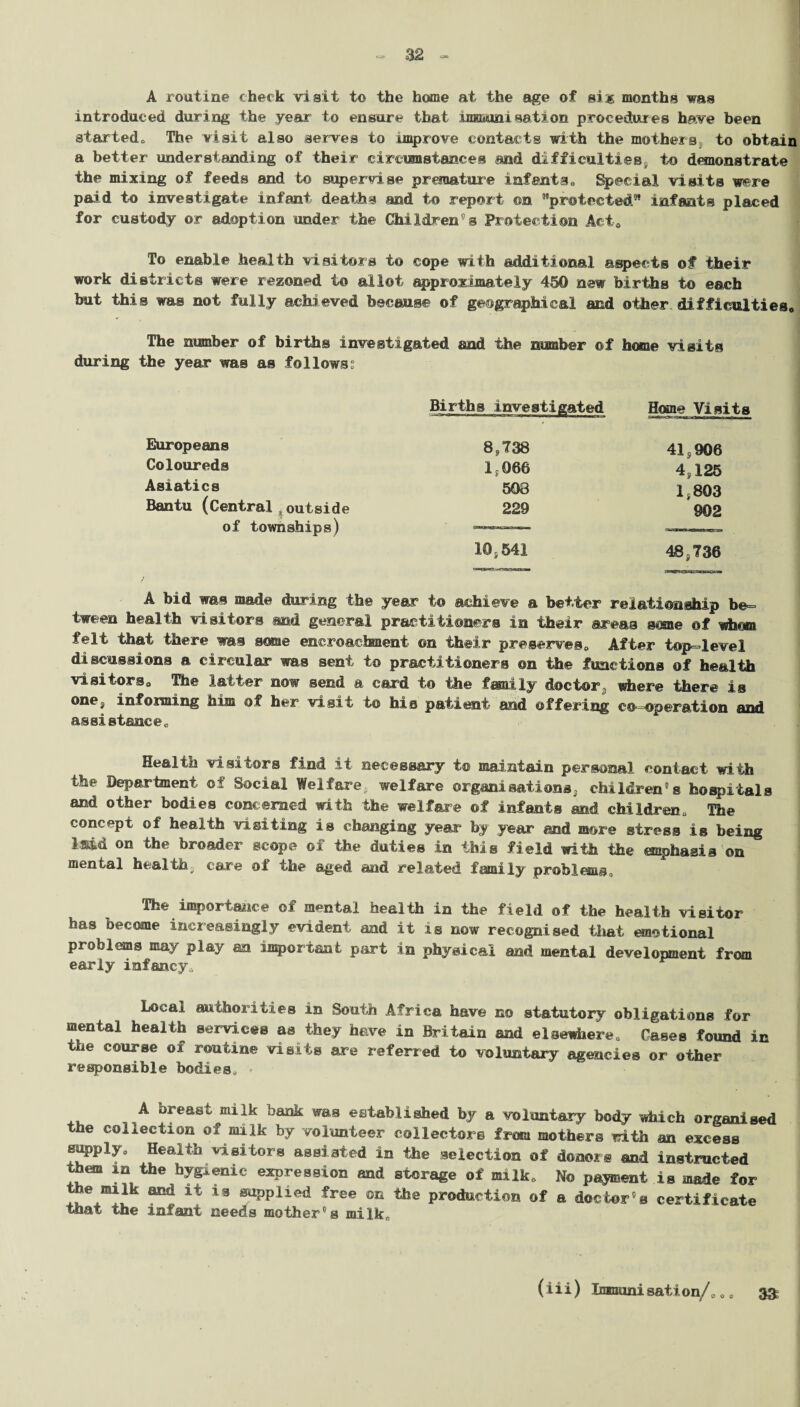 - 32 -
A routine check visit to the home at the age of six months was
introduced during the year to ensure that immunisation procedures have been
started. The visit also serves to improve contacts with the mothers, to obtain
a better understanding of their circumstances and difficulties, to demonstrate
the mixing of feeds and to supervise premature infants. Special visits were
paid to investigate infant deaths and to report on "protected" infants placed
for custody or adoption under the Children's Protection Act.
To enable health visitors to cope with additional aspects of their
work districts were rezoned to allot approximately 450 new births to each
but this was not fully achieved because of geographical and other difficulties.
The number of births investigated and the number of home visits
during the year was as follows:
Births investigated Home Visits
Europeans 8,738 41,906
Coloureds 1,066 4,125
Asiatics 508 1,803
Bantu (Central, outside 229 902
of townships)
10,541 48,736
A bid was made during the year to achieve a better relationship be-
tween health visitors and general practitioners in their areas some of whom
felt that there was some encroachment on their preserves. After top-level
discussions a circular was sent to practitioners on the functions of health
visitors. The latter now send a card to the family doctor, where there is
one, informing him of her visit to his patient and offering co-operation and
assistance.
Health visitors find it necessary to maintain personal contact with
the Department of Social Welfare, welfare organisations, children's hospitals
and other bodies concerned with the welfare of infants and children. The
concept of health visiting is changing year by year and more stress is being
laid on the broader scope of the duties in this field with the emphasis on
mental health, care of the aged and related family problems.
The importance of mental health in the field of the health visitor
has become increasingly evident and it is now recognised that emotional
problems may play an important part in physical and mental development from
early infancy.
Local authorities in South Africa have no statutory obligations for
mental health services as they have in Britain and elsewhere. Cases found in
the course of routine visits are referred to voluntary agencies or other
responsible bodies.
A breast milk bank was established by a voluntary body which organised
the collection of milk by volunteer collectors from mothers with an excess
supply. Health visitors assisted in the selection of donors and instructed
them in the hygienic expression and storage of milk. No payment is made for
the milk and it is supplied free on the production of a doctor's certificate
that the infant needs mother's milk.
(iii) Immunisation/... 33